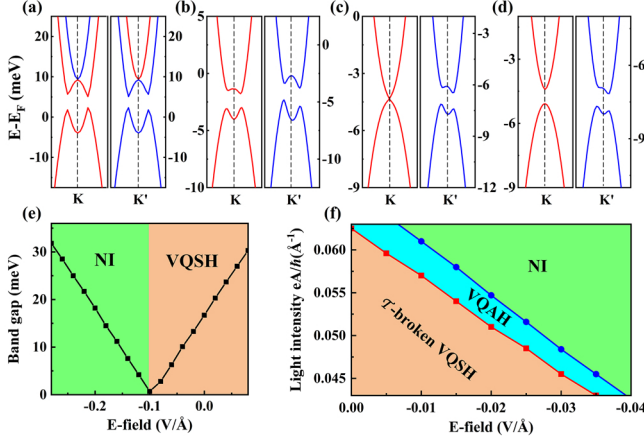 (a) (b) (c) (d)
E-E_F (meV)
20 20 5 0 0 -3 -1
10 10 0 -5 -3 -6 -3 -6
0 0 -5 -6 -9 -6 -9
-10 -10 -10 -10 -9 -12 -9
K K' K K' K K' K K'
(e) (f)
Band gap (meV)
30
20
10
0
NI VQSH
-0.2 -0.1 0.0
E-field (V/Å)
Light intensity eA/ℏ(Å⁻¹)
0.060
0.055
0.050
0.045
NI
VQAH
𝒯-broken VQSH
0.00 -0.01 -0.02 -0.03 -0.04
E-field (V/Å)